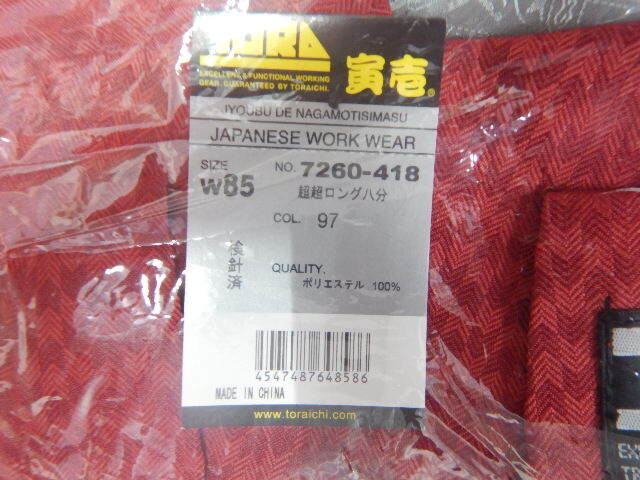 TORA
EXCELLENT & FUNCTIONAL WORKING
GEAR GUARANTEED BY TORAICHI.
寅壱®
JYOUBU DE NAGAMOTISIMASU
JAPANESE WORK WEAR
SIZE
W85
NO. 7260-418
超超ロング八分
COL. 97
検針済
QUALITY.
ポリエステル 100%
4547487648586
MADE IN CHINA
www.toraichi.com